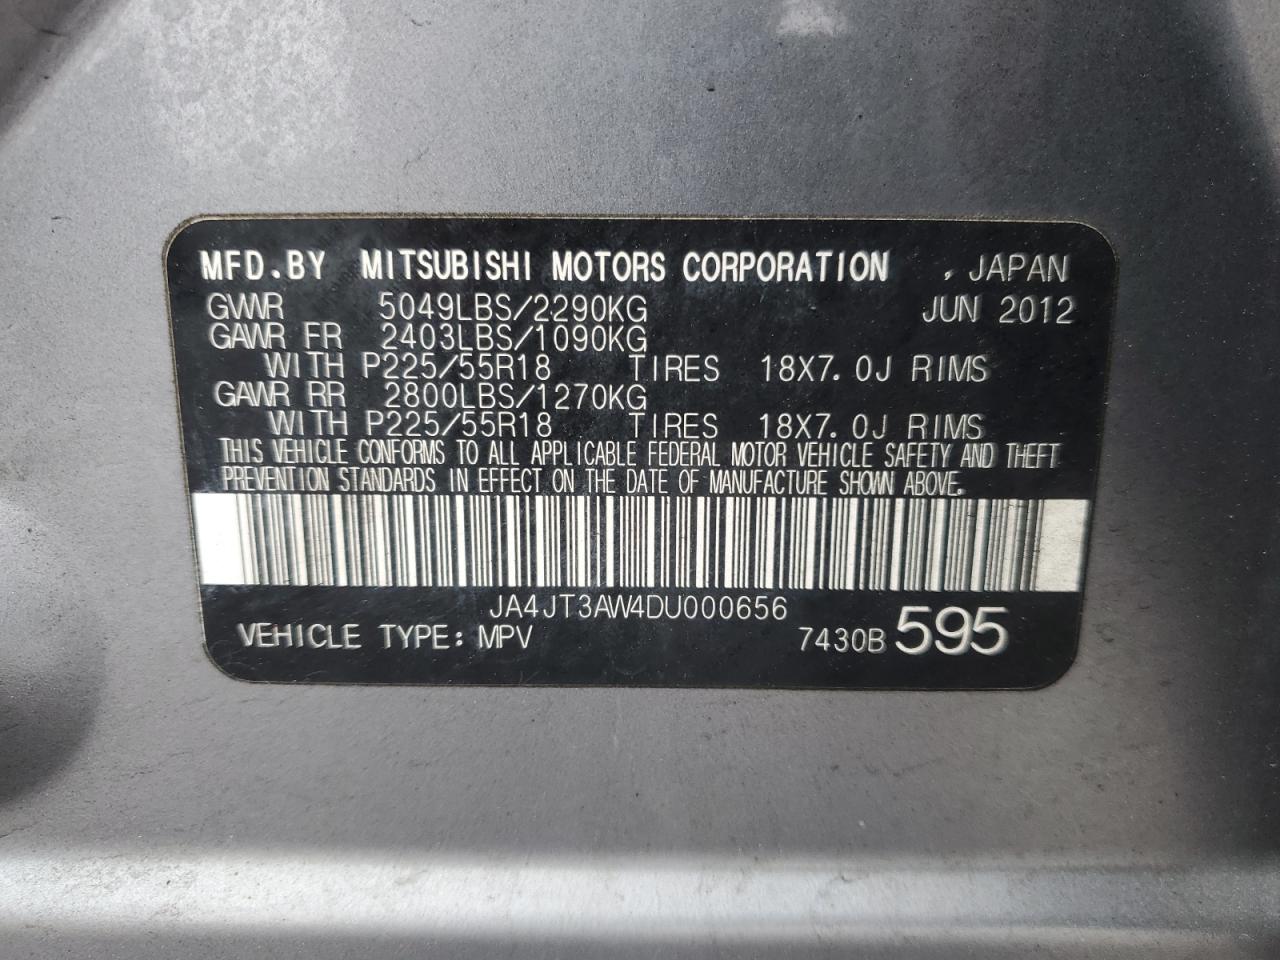 MFD.BY MITSUBISHI MOTORS CORPORATION , JAPAN
GVWR 5049LBS/2290KG JUN 2012
GAWR FR 2403LBS/1090KG
WITH P225/55R18 TIRES 18X7.0J RIMS
GAWR RR 2800LBS/1270KG
WITH P225/55R18 TIRES 18X7.0J RIMS
THIS VEHICLE CONFORMS TO ALL APPLICABLE FEDERAL MOTOR VEHICLE SAFETY AND THEFT
PREVENTION STANDARDS IN EFFECT ON THE DATE OF MANUFACTURE SHOWN ABOVE.
JA4JT3AW4DU000656
VEHICLE TYPE: MPV 7430B 595